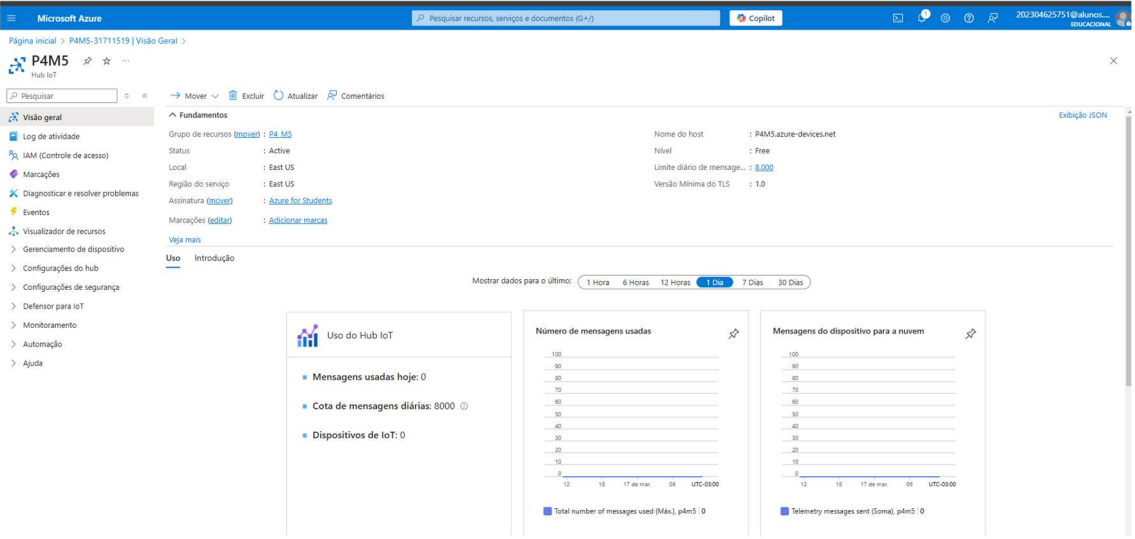 Microsoft Azure
Pesquisar recursos, serviços e documentos (G+/)
Copilot
1
202304625751@alunos....
EDUCACIONAL
Página inicial > P4M5-31711519 | Visão Geral >
P4M5
Hub IoT
Pesquisar
Visão geral
Log de atividade
IAM (Controle de acesso)
Marcações
Diagnosticar e resolver problemas
Eventos
Visualizador de recursos
Gerenciamento de dispositivo
Configurações do hub
Configurações de segurança
Defensor para IoT
Monitoramento
Automação
Ajuda
Mover Excluir Atualizar Comentários
Fundamentos
Exibição JSON
Grupo de recursos (mover) : P4_M5
Status : Active
Local : East US
Região do serviço : East US
Assinatura (mover) : Azure for Students
Marcações (editar) : Adicionar marcas
Nome do host : P4M5.azure-devices.net
Nível : Free
Limite diário de mensage... : 8.000
Versão Mínima do TLS : 1.0
Veja mais
Uso Introdução
Mostrar dados para o último: 1 Hora 6 Horas 12 Horas 1 Dia 7 Dias 30 Dias
Uso do Hub IoT
Mensagens usadas hoje: 0
Cota de mensagens diárias: 8000
Dispositivos de IoT: 0
Número de mensagens usadas
100
90
80
70
60
50
40
30
20
10
0
12 18 17 de mar. 06 UTC-03:00
Total number of messages used (Máx.), p4m5 | 0
Mensagens do dispositivo para a nuvem
100
90
80
70
60
50
40
30
20
10
0
12 18 17 de mar. 06 UTC-03:00
Telemetry messages sent (Soma), p4m5 | 0